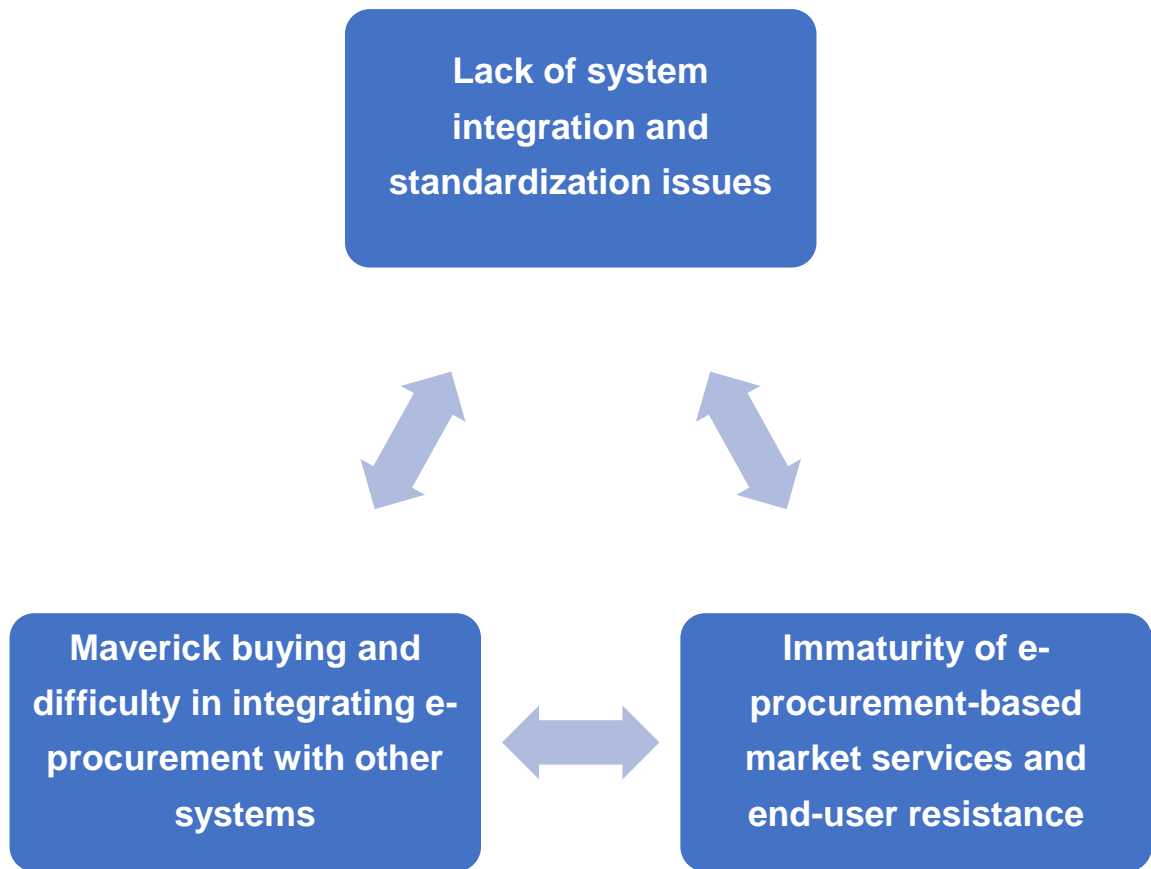 Lack of system
integration and
standardization issues
Maverick buying and
difficulty in integrating e-
procurement with other
systems
Immaturity of e-
procurement-based
market services and
end-user resistance